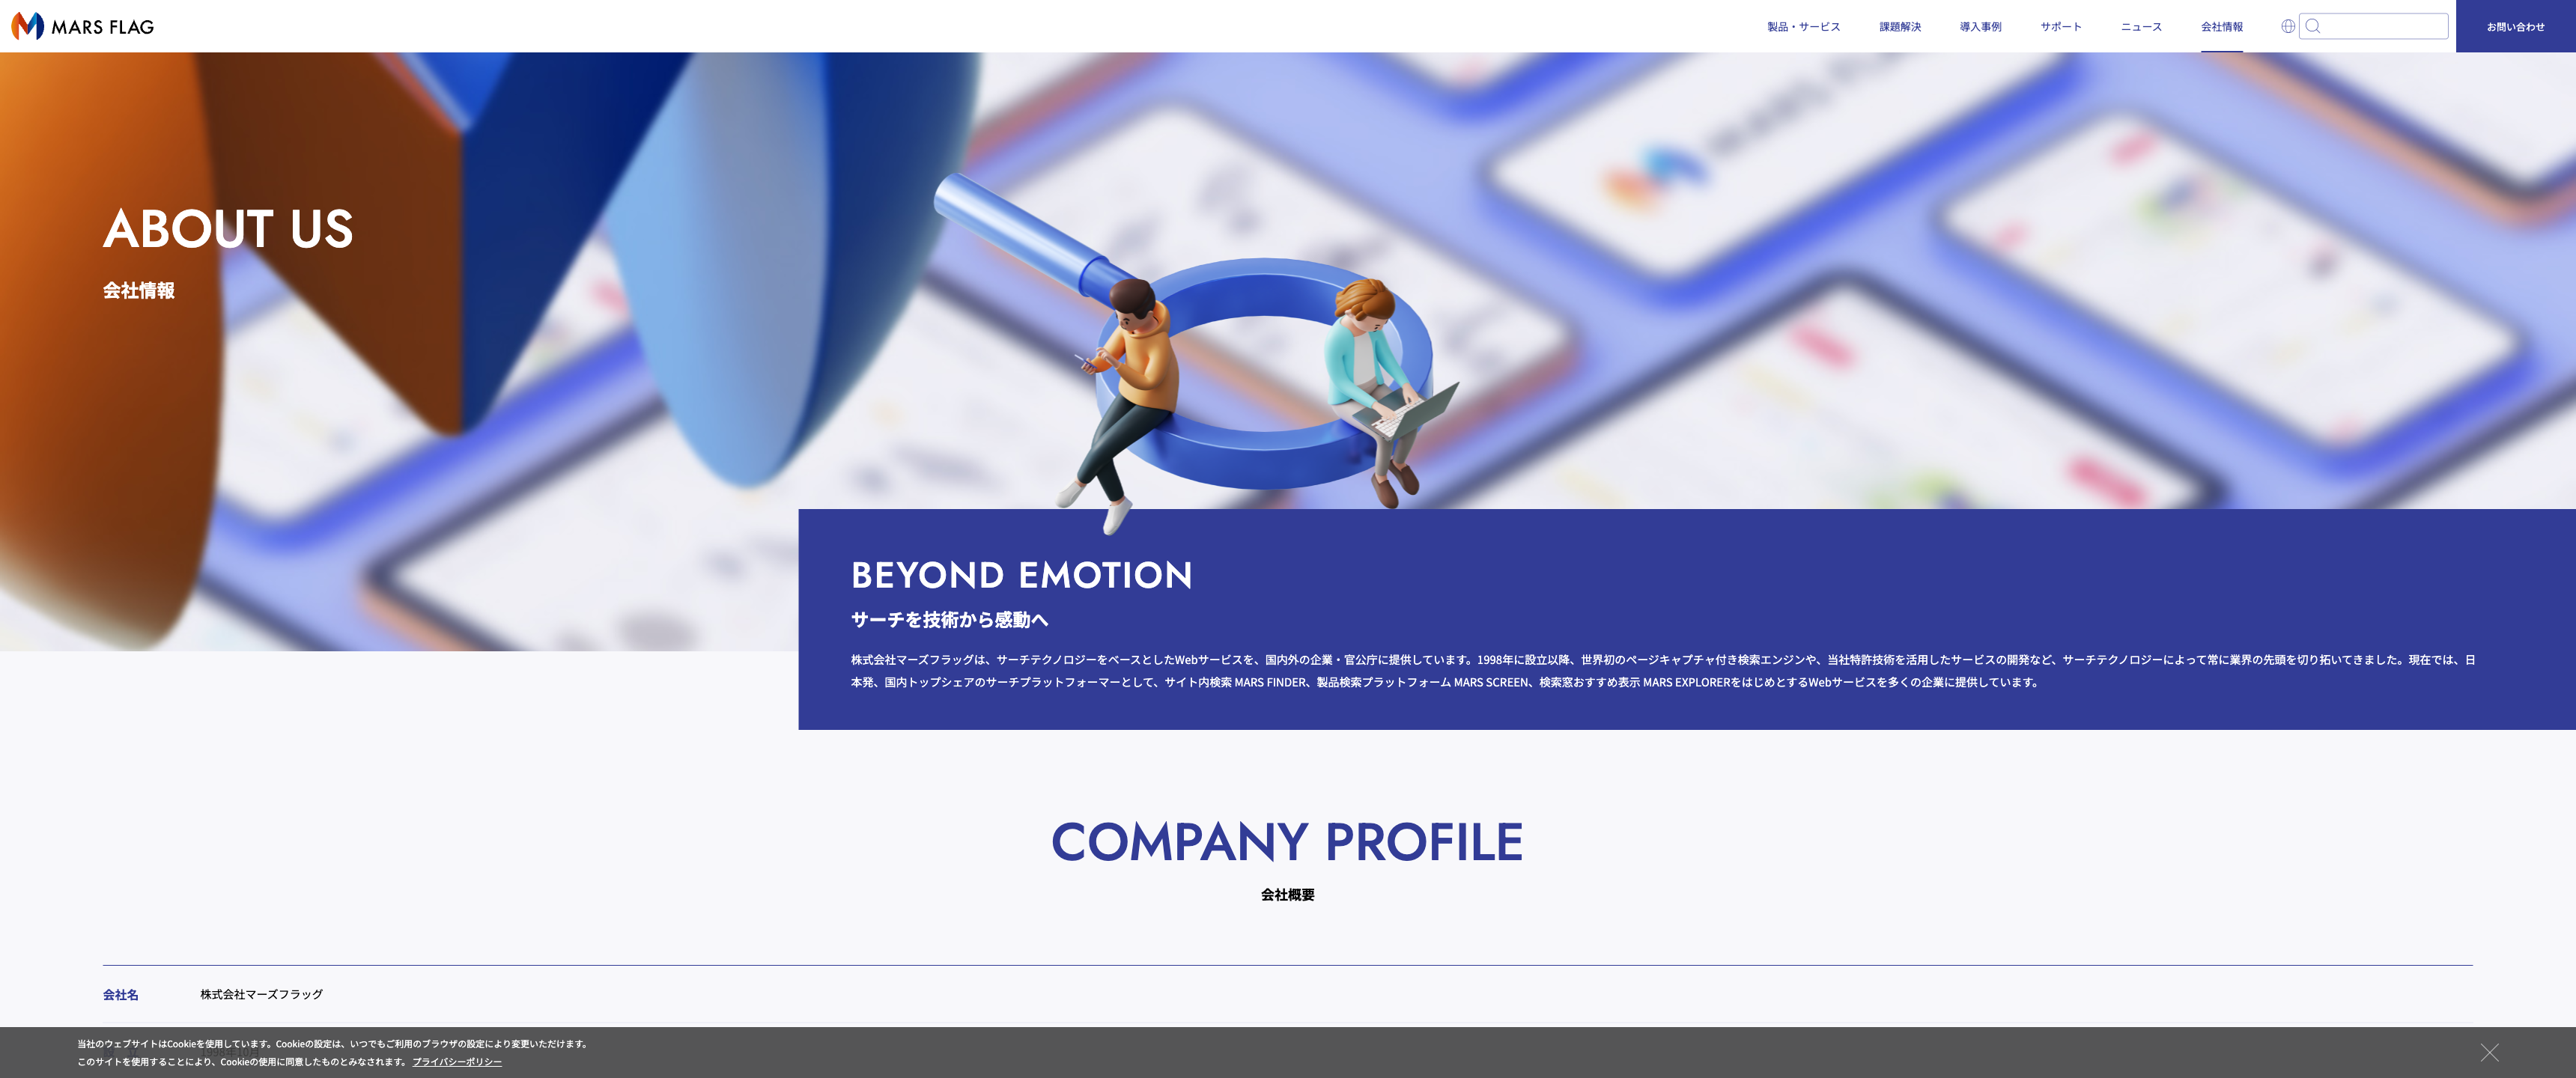 MARS FLAG
製品・サービス
課題解決
導入事例
サポート
ニュース
会社情報
お問い合わせ
ABOUT US
会社情報
BEYOND EMOTION
サーチを技術から感動へ
株式会社マーズフラッグは、サーチテクノロジーをベースとしたWebサービスを、国内外の企業・官公庁に提供しています。1998年に設立以降、世界初のページキャプチャ付き検索エンジンや、当社特許技術を活用したサービスの開発など、サーチテクノロジーによって常に業界の先頭を切り拓いてきました。現在では、日
本発、国内トップシェアのサーチプラットフォーマーとして、サイト内検索 MARS FINDER、製品検索プラットフォーム MARS SCREEN、検索窓おすすめ表示 MARS EXPLORERをはじめとするWebサービスを多くの企業に提供しています。
COMPANY PROFILE
会社概要
会社名
株式会社マーズフラッグ
当社のウェブサイトはCookieを使用しています。Cookieの設定は、いつでもご利用のブラウザの設定により変更いただけます。
このサイトを使用することにより、Cookieの使用に同意したものとみなされます。 プライバシーポリシー